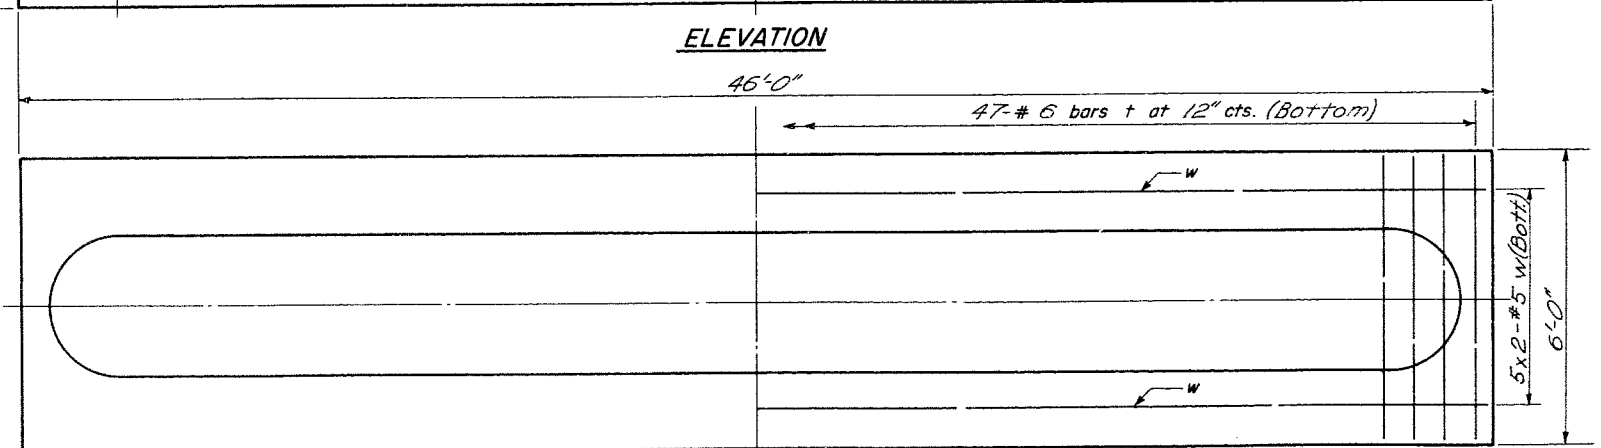 ELEVATION
46'-0"
47-# 6 bars t at 12" cts. (Bottom)
w
5x2-#5 w (Bott.)
6'-0"
w